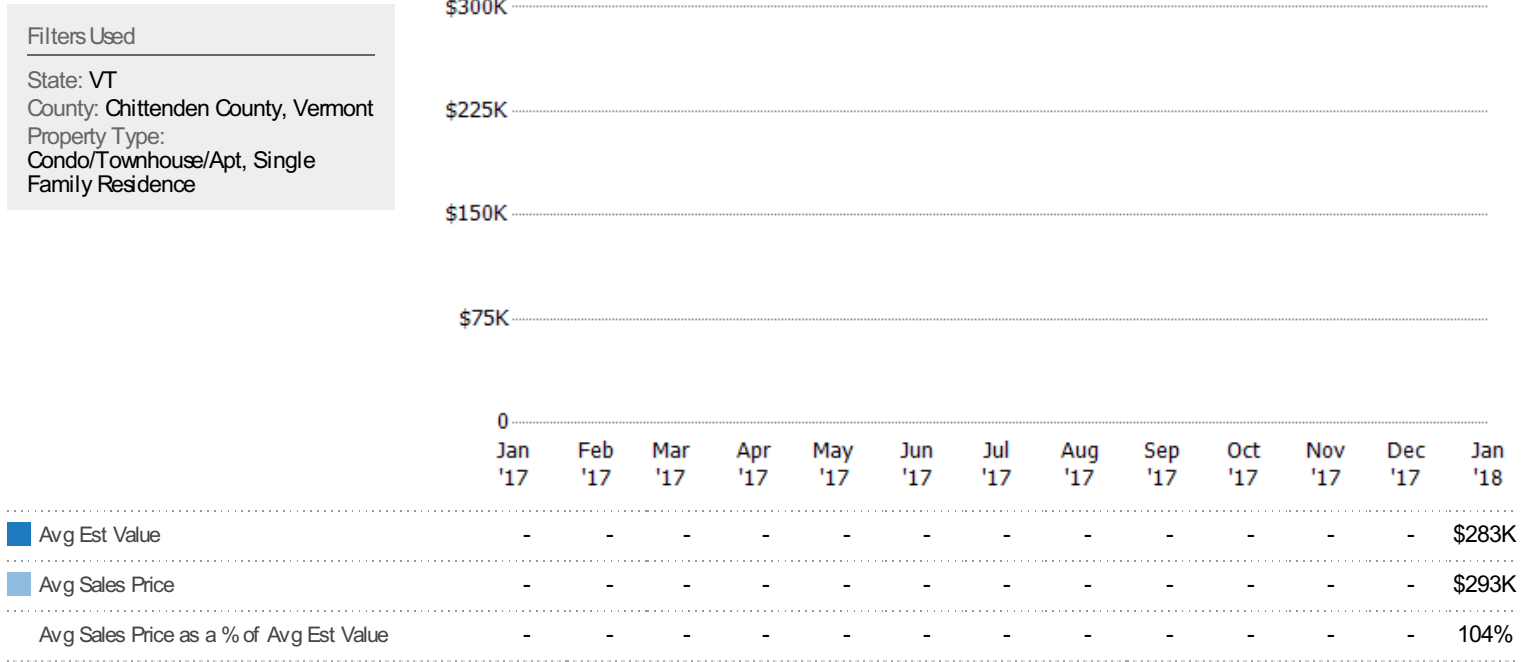 Filters Used
State: VT
County: Chittenden County, Vermont
Property Type:
Condo/Townhouse/Apt, Single
Family Residence
$300K
$225K
$150K
$75K
0
Jan Feb Mar Apr May Jun Jul Aug Sep Oct Nov Dec Jan
'17 '17 '17 '17 '17 '17 '17 '17 '17 '17 '17 '17 '18
Avg Est Value - - - - - - - - - - - - $283K
Avg Sales Price - - - - - - - - - - - - $293K
Avg Sales Price as a % of Avg Est Value - - - - - - - - - - - - 104%